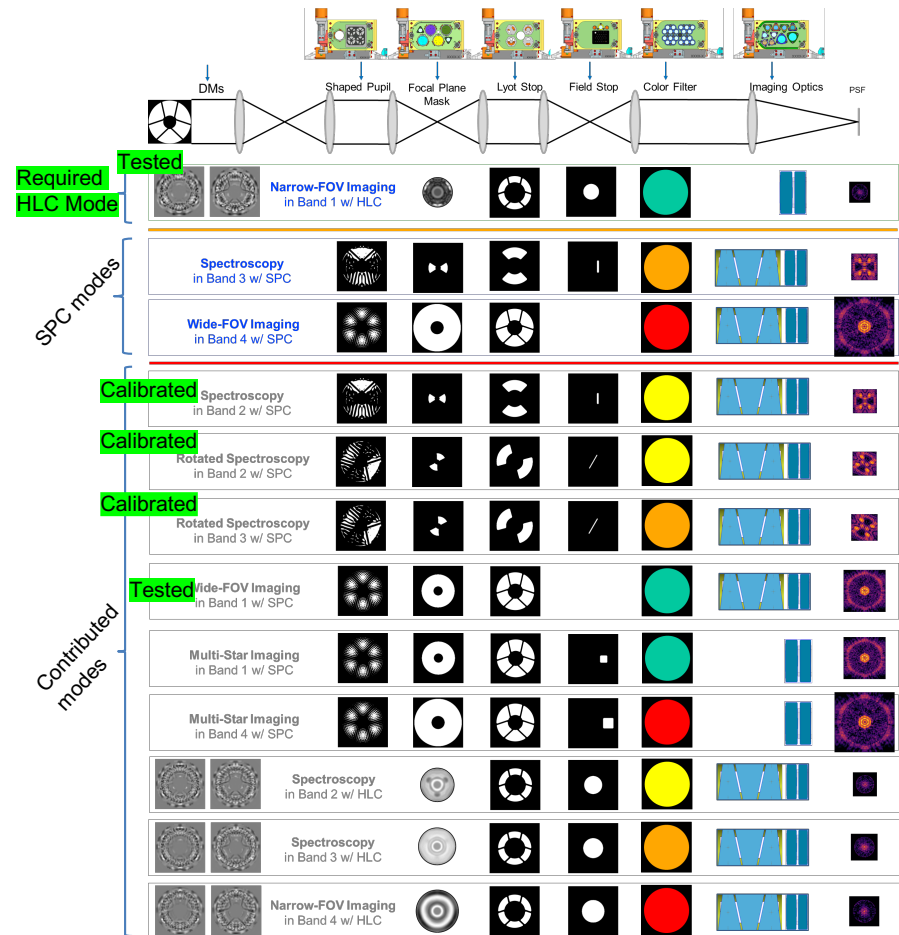 DMs
Shaped Pupil
Focal Plane
Mask
Lyot Stop
Field Stop
Color Filter
Imaging Optics
PSF
Required
HLC Mode
Tested
Narrow-FOV Imaging
in Band 1 w/ HLC
SPC modes
Spectroscopy
in Band 3 w/ SPC
Wide-FOV Imaging
in Band 4 w/ SPC
Contributed
modes
Calibrated
Spectroscopy
in Band 2 w/ SPC
Calibrated
Rotated Spectroscopy
in Band 2 w/ SPC
Calibrated
Rotated Spectroscopy
in Band 3 w/ SPC
Tested
Wide-FOV Imaging
in Band 1 w/ SPC
Multi-Star Imaging
in Band 1 w/ SPC
Multi-Star Imaging
in Band 4 w/ SPC
Spectroscopy
in Band 2 w/ HLC
Spectroscopy
in Band 3 w/ HLC
Narrow-FOV Imaging
in Band 4 w/ HLC